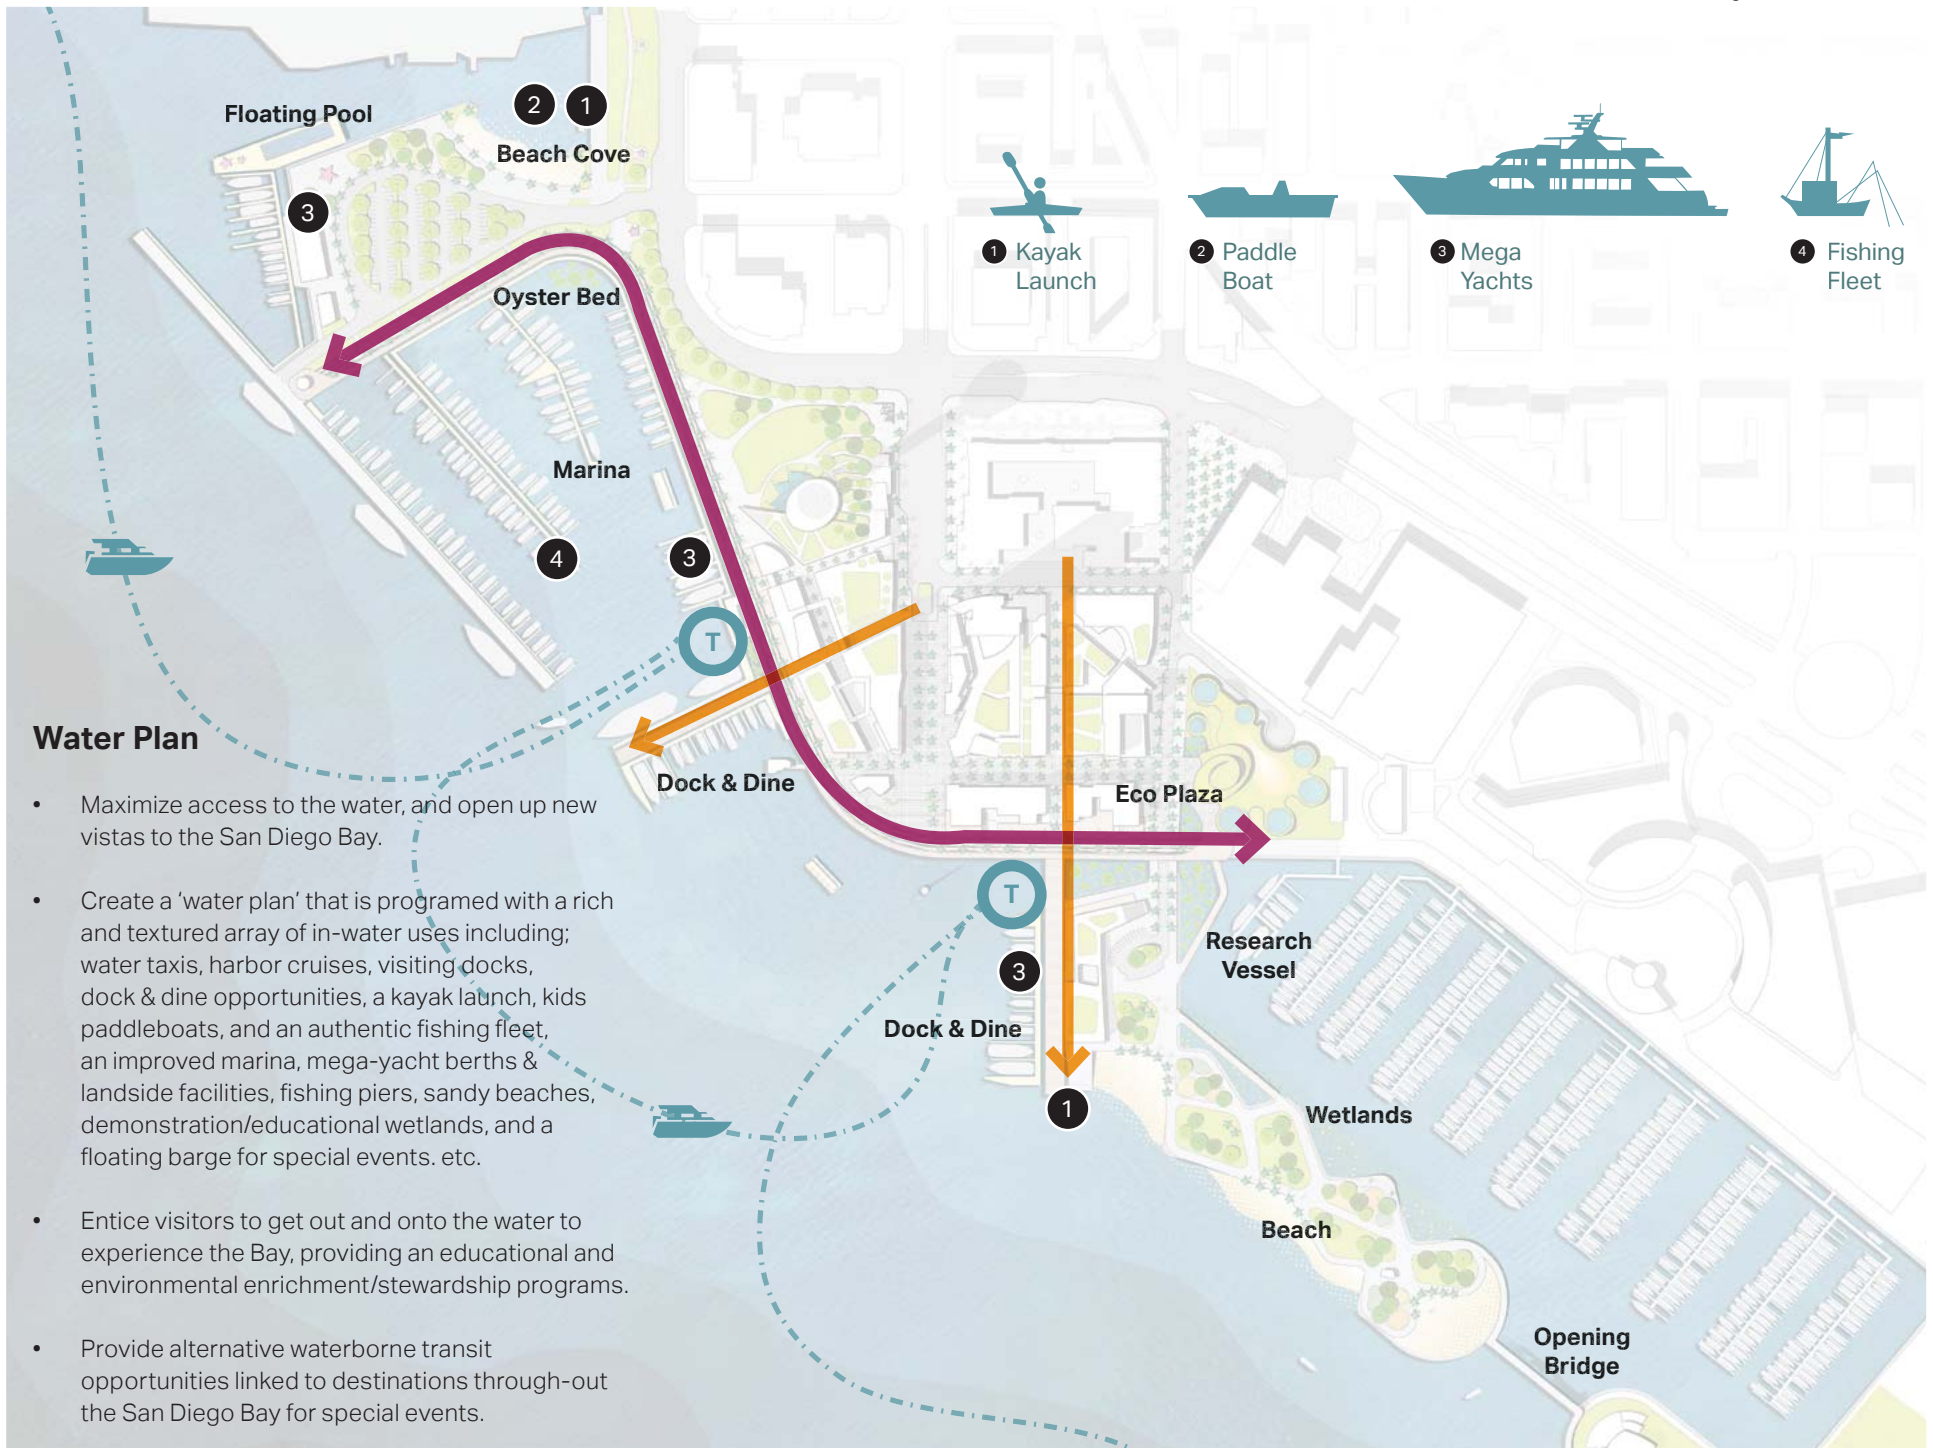 Floating Pool
2
1
Beach Cove
3
Oyster Bed
1 Kayak
Launch
2 Paddle
Boat
3 Mega
Yachts
4 Fishing
Fleet
Marina
4
3
T
Dock & Dine
Eco Plaza
T
3
Dock & Dine
1
Research
Vessel
Wetlands
Beach
Opening
Bridge
Water Plan
• Maximize access to the water, and open up new
vistas to the San Diego Bay.
• Create a ‘water plan’ that is programed with a rich
and textured array of in-water uses including;
water taxis, harbor cruises, visiting docks,
dock & dine opportunities, a kayak launch, kids
paddleboats, and an authentic fishing fleet,
an improved marina, mega-yacht berths &
landside facilities, fishing piers, sandy beaches,
demonstration/educational wetlands, and a
floating barge for special events. etc.
• Entice visitors to get out and onto the water to
experience the Bay, providing an educational and
environmental enrichment/stewardship programs.
• Provide alternative waterborne transit
opportunities linked to destinations through-out
the San Diego Bay for special events.